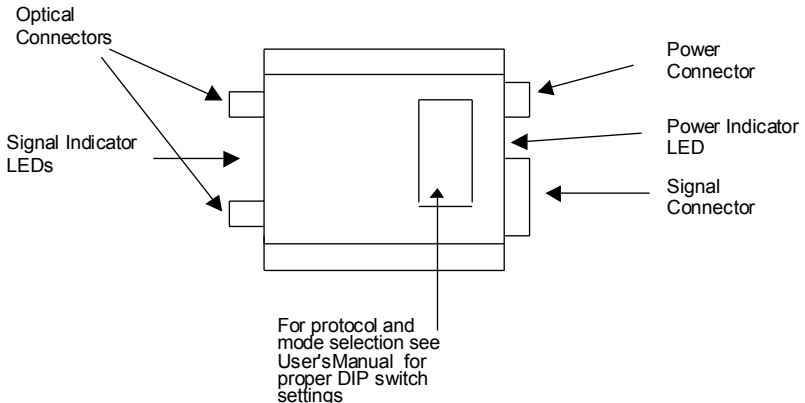 Optical
Connectors
Signal Indicator
LEDs
Power
Connector
Power Indicator
LED
Signal
Connector
For protocol and
mode selection see
User'sManual for
proper DIP switch
settings